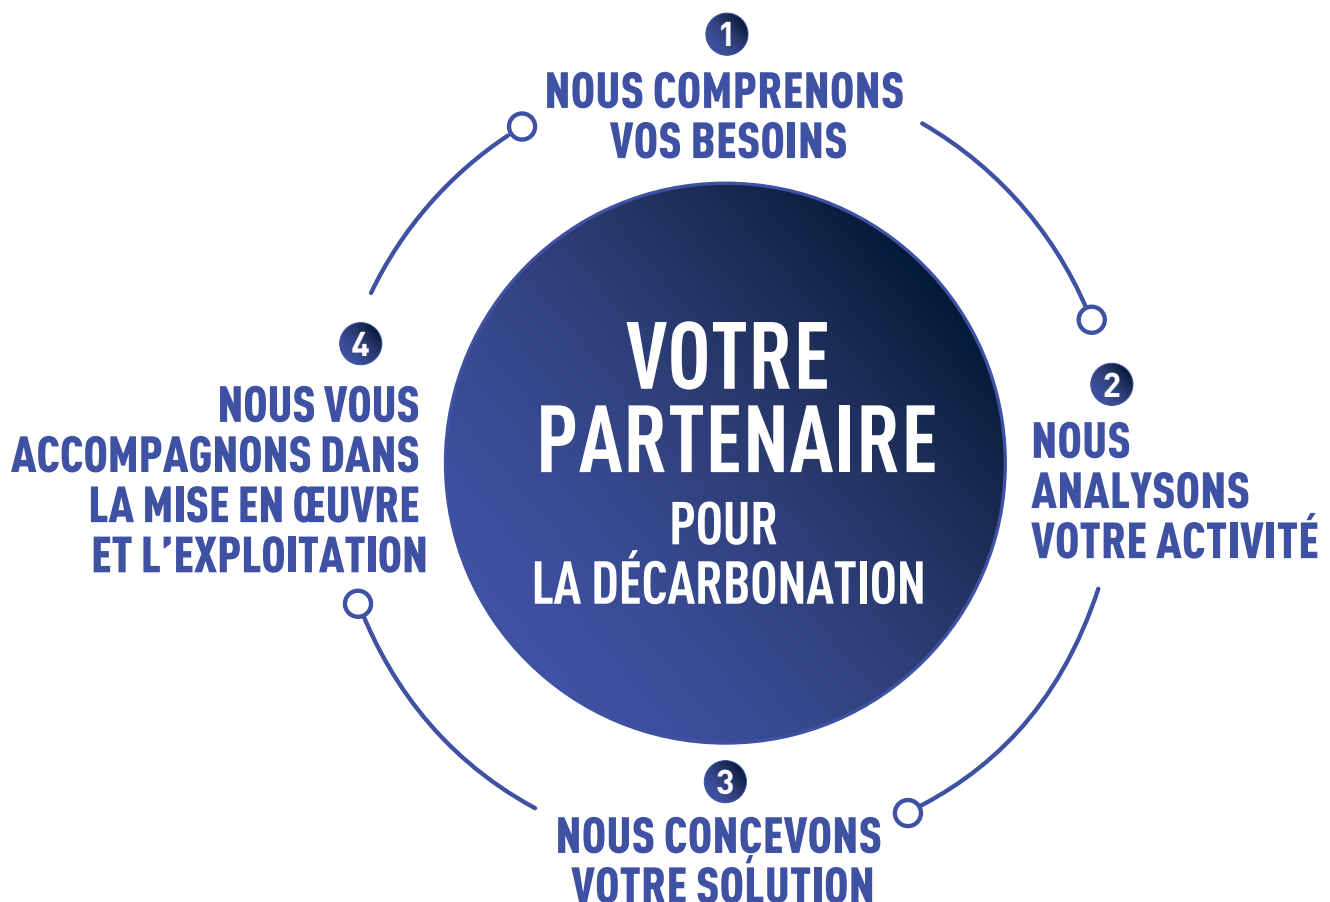 1
NOUS COMPRENONS
VOS BESOINS
2
NOUS
ANALYSONS
VOTRE ACTIVITÉ
3
NOUS CONÇEVONS
VOTRE SOLUTION
4
NOUS VOUS
ACCOMPAGNONS DANS
LA MISE EN ŒUVRE
ET L'EXPLOITATION
VOTRE
PARTENAIRE
POUR
LA DÉCARBONATION